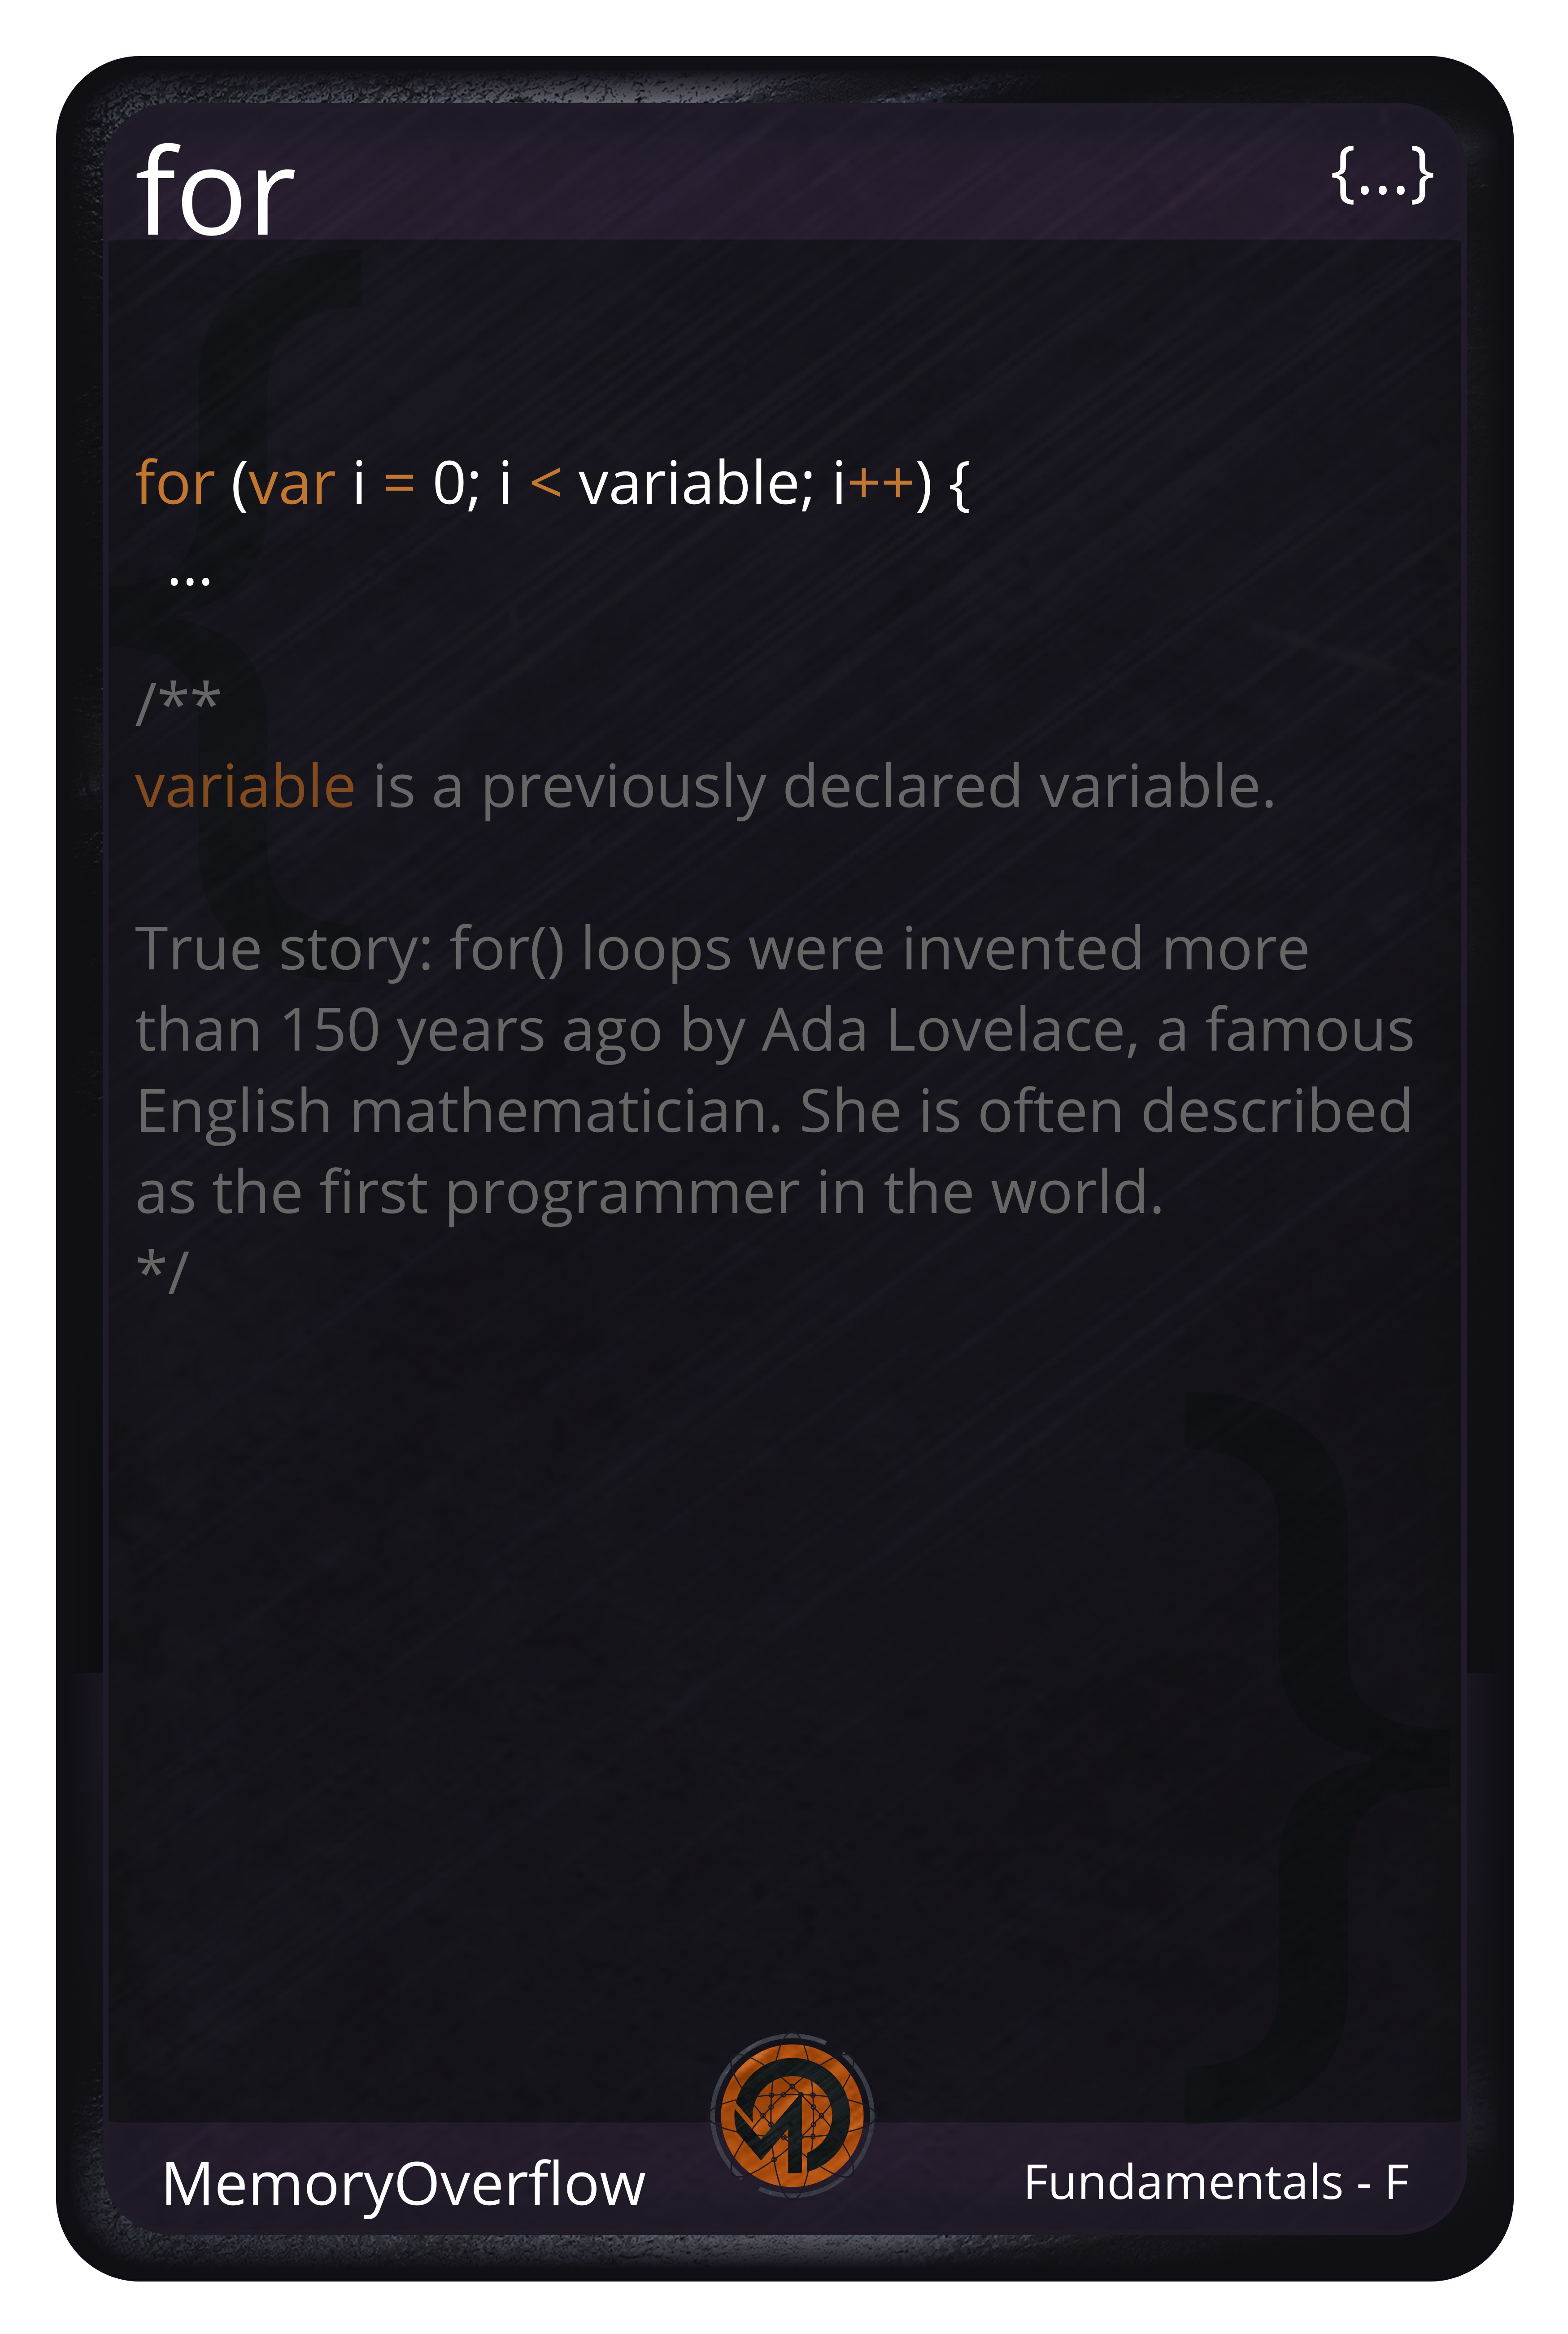 for
{...}
for (var i = 0; i < variable; i++) {
...
/**
variable is a previously declared variable.
True story: for() loops were invented more
than 150 years ago by Ada Lovelace, a famous
English mathematician. She is often described
as the first programmer in the world.
*/
MemoryOverflow
Fundamentals - F